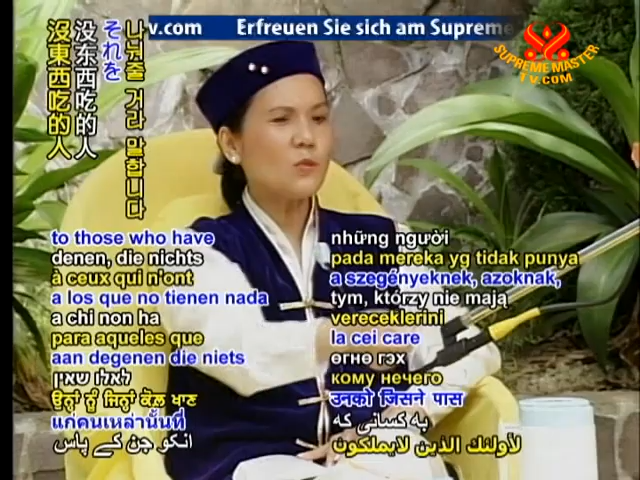 v.com Erfreuen Sie sich am Supreme
SUPREME MASTER
TV.COM
沒東西吃的人
没东西吃的人
それを
나눠줄 거라 말합니다
to those who have
denen, die nichts
à ceux qui n'ont
a los que no tienen nada
a chi non ha
para aqueles que
aan degenen die niets
לאלו שאין
ਉਨ੍ਹਾਂ ਨੂੰ ਜਿਨ੍ਹਾਂ ਕੋਲ ਖਾਣ
แก่คนเหล่านั้นที่
انکو جن کے پاس
những người
pada mereka yg tidak punya
a szegényeknek, azoknak,
tym, którzy nie mają
vereceklerini
la cei care
өгнө гэх
кому нечего
उनको जिसने पास
به کسانی که
لأولئك الذين لايملكون